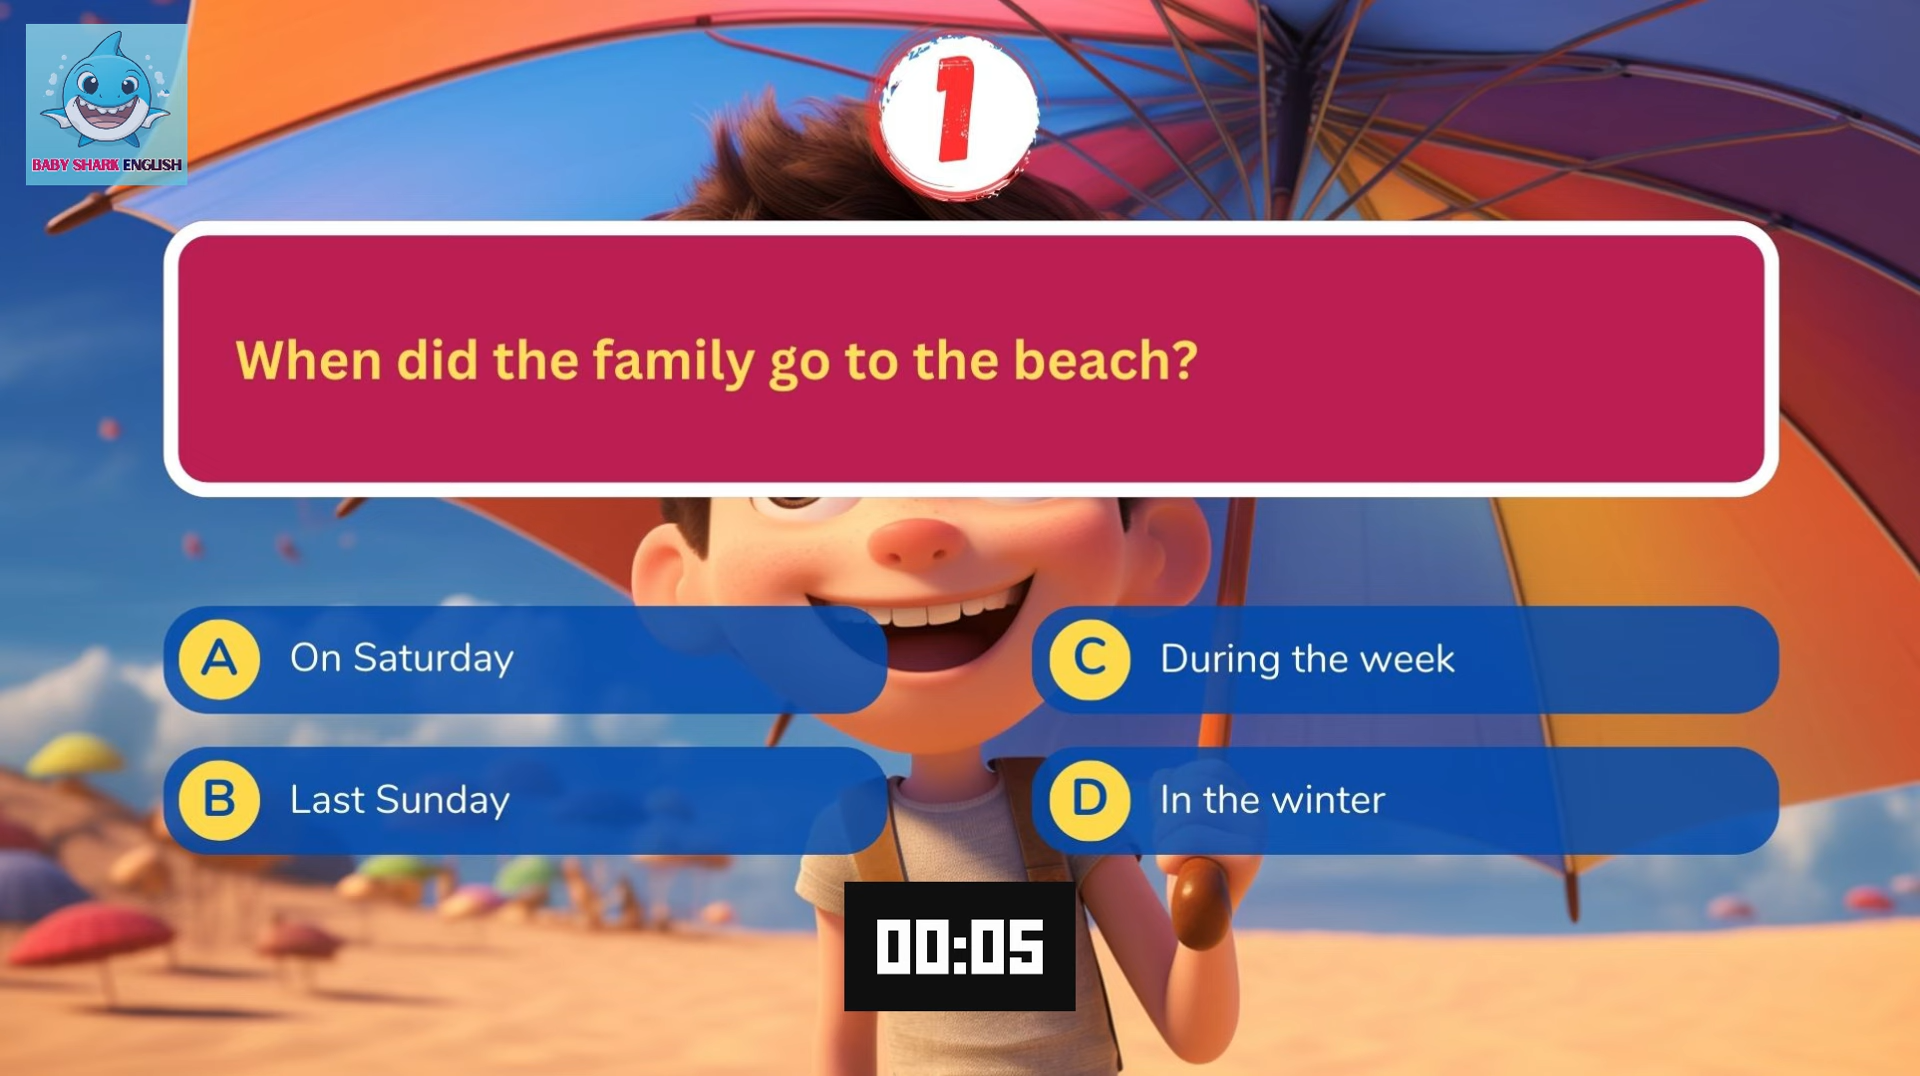 BABY SHARK ENGLISH
1
When did the family go to the beach?
A On Saturday
B Last Sunday
C During the week
D In the winter
00:05